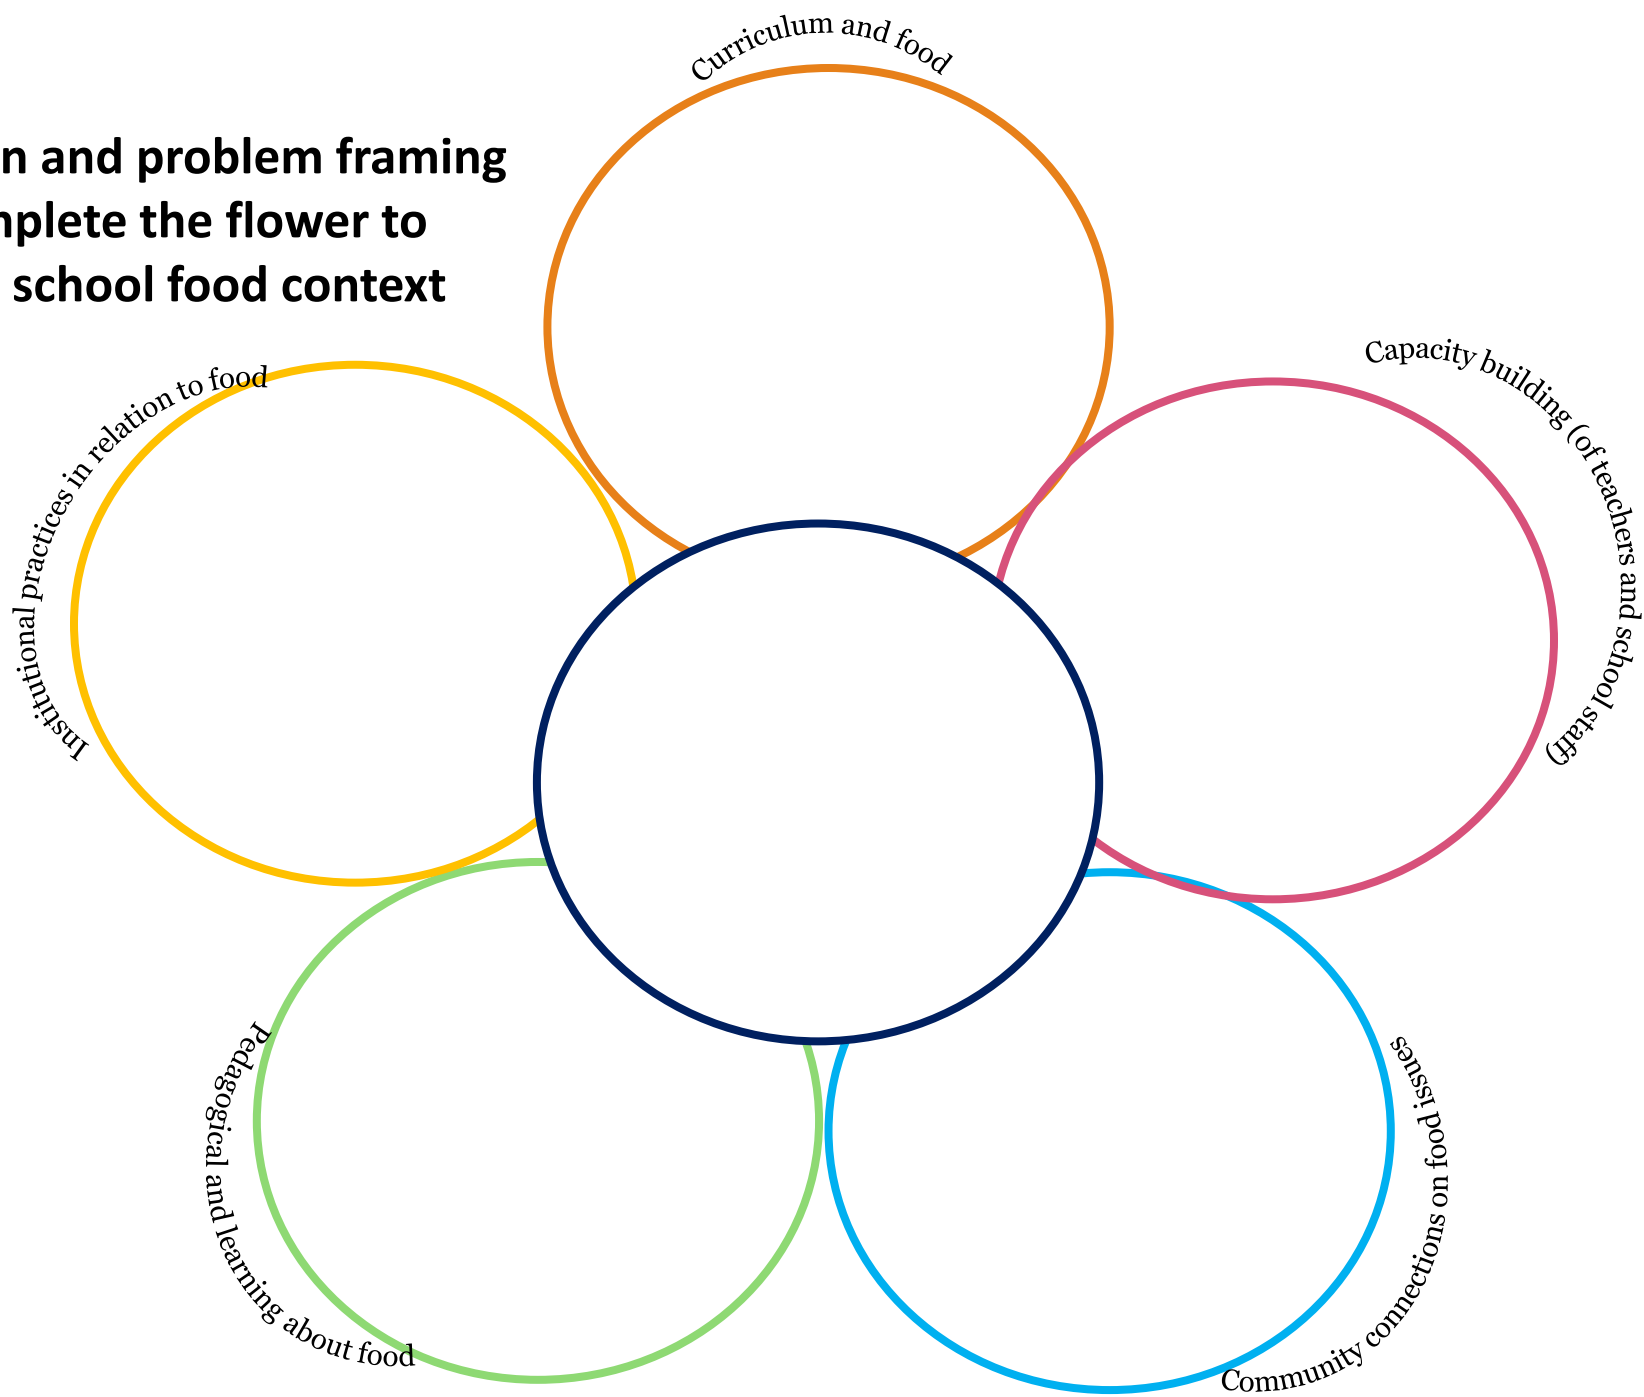 Curriculum and food
n and problem framing
nplete the flower to
school food context
Capacity building (of teachers and school staff)
Institutional practices in relation to food
Pedagogical and learning about food
Community connections on food issues